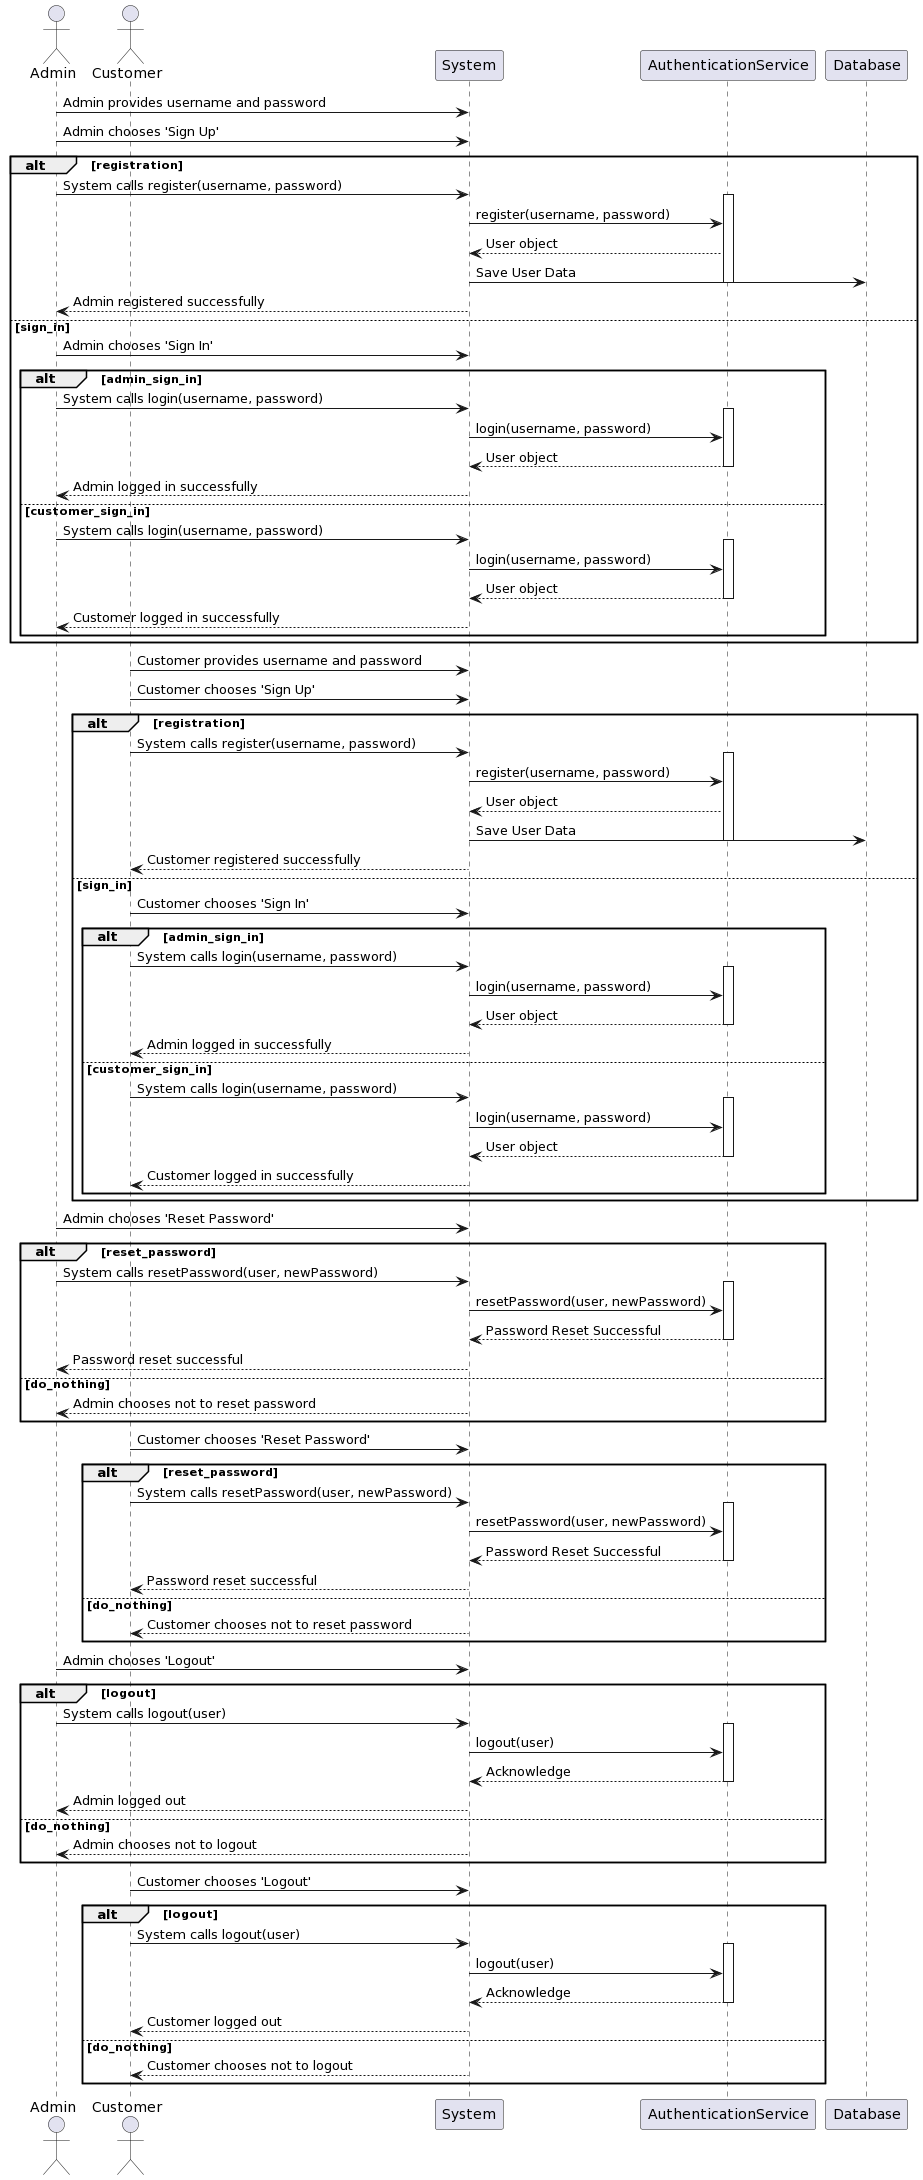 Admin
Customer
System
AuthenticationService
Database
Admin provides username and password
Admin chooses 'Sign Up'
alt [registration]
System calls register(username, password)
register(username, password)
User object
Save User Data
Admin registered successfully
[sign_in]
Admin chooses 'Sign In'
alt [admin_sign_in]
System calls login(username, password)
login(username, password)
User object
Admin logged in successfully
[customer_sign_in]
System calls login(username, password)
login(username, password)
User object
Customer logged in successfully
Customer provides username and password
Customer chooses 'Sign Up'
alt [registration]
System calls register(username, password)
register(username, password)
User object
Save User Data
Customer registered successfully
[sign_in]
Customer chooses 'Sign In'
alt [admin_sign_in]
System calls login(username, password)
login(username, password)
User object
Admin logged in successfully
[customer_sign_in]
System calls login(username, password)
login(username, password)
User object
Customer logged in successfully
Admin chooses 'Reset Password'
alt [reset_password]
System calls resetPassword(user, newPassword)
resetPassword(user, newPassword)
Password Reset Successful
Password reset successful
[do_nothing]
Admin chooses not to reset password
Customer chooses 'Reset Password'
alt [reset_password]
System calls resetPassword(user, newPassword)
resetPassword(user, newPassword)
Password Reset Successful
Password reset successful
[do_nothing]
Customer chooses not to reset password
Admin chooses 'Logout'
alt [logout]
System calls logout(user)
logout(user)
Acknowledge
Admin logged out
[do_nothing]
Admin chooses not to logout
Customer chooses 'Logout'
alt [logout]
System calls logout(user)
logout(user)
Acknowledge
Customer logged out
[do_nothing]
Customer chooses not to logout
Admin
Customer
System
AuthenticationService
Database